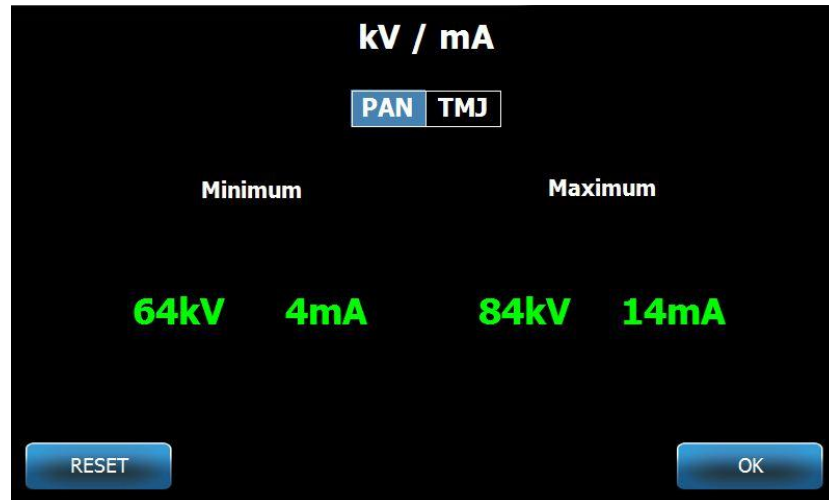 kV / mA
PAN TMJ
Minimum Maximum
64kV 4mA 84kV 14mA
RESET OK